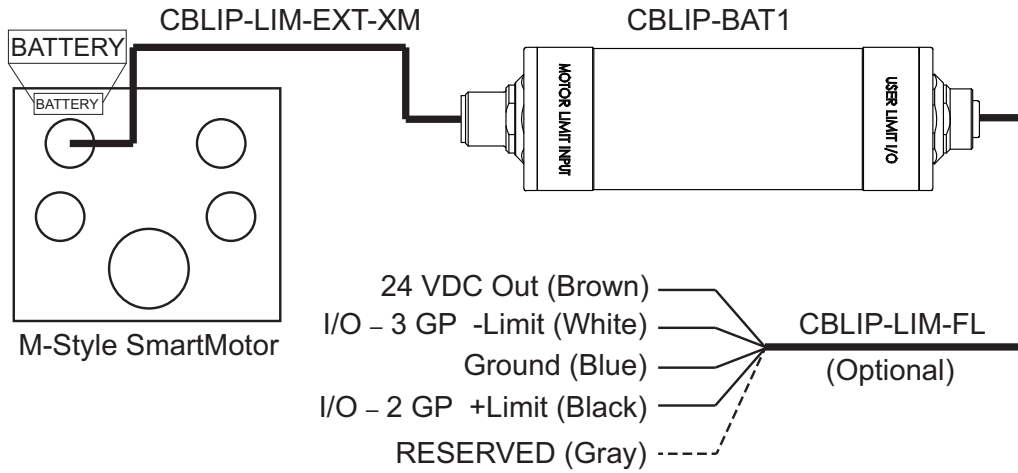 CBLIP-LIM-EXT-XM
CBLIP-BAT1
BATTERY
BATTERY
MOTOR LIMIT INPUT
USER LIMIT I/O
M-Style SmartMotor
24 VDC Out (Brown)
I/O – 3 GP -Limit (White)
Ground (Blue)
I/O – 2 GP +Limit (Black)
RESERVED (Gray)
CBLIP-LIM-FL
(Optional)